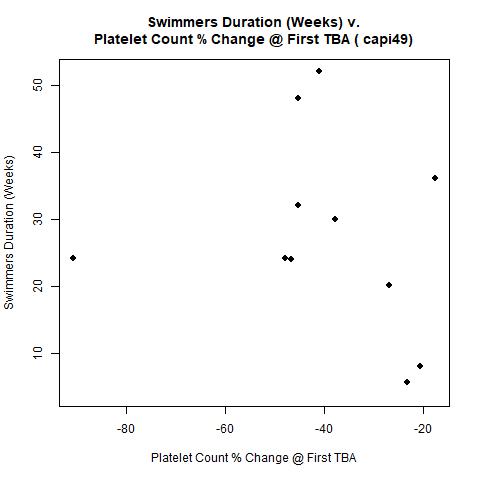 Swimmers Duration (Weeks) v.
Platelet Count % Change @ First TBA ( capi49)
Swimmers Duration (Weeks)
50
40
30
20
10
-80
-60
-40
-20
Platelet Count % Change @ First TBA